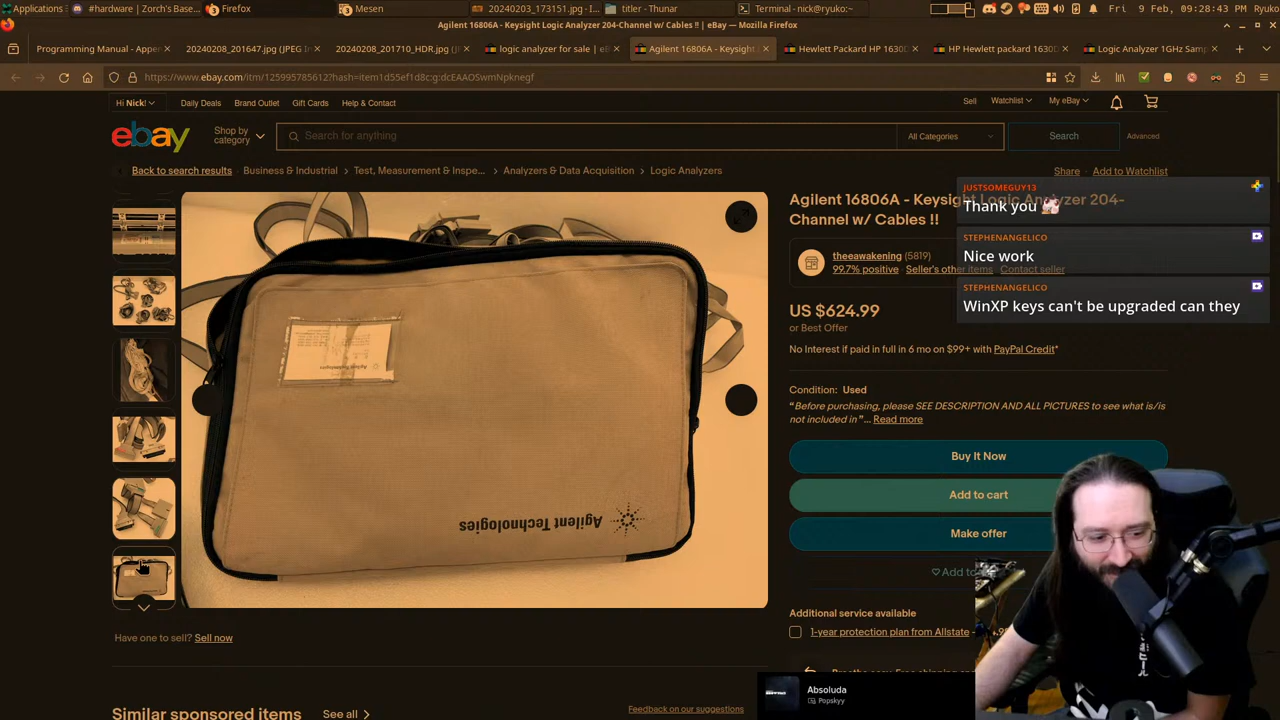 Applications
#hardware | Zorch's Base...
Firefox
Mesen
20240203_173151.jpg - I...
titler - Thunar
Terminal - nick@ryuko:~
Fri 9 feb, 09:28:43 PM Ryuko
Agilent 16806A - Keysight Logic Analyzer 204-Channel w/ Cables !! | eBay — Mozilla Firefox
Programming Manual - Appen
20240208_201647.jpg (JPEG Im
20240208_201710_HDR.jpg (J
logic analyzer for sale | eB
Agilent 16806A - Keysight
Hewlett Packard HP 1630D
HP Hewlett packard 1630D
Logic Analyzer 1GHz Samp
https://www.ebay.com/itm/125995785612?hash=item1d55ef1d8c:g:dcEAAOSwmNpknegf
Hi Nick!
Daily Deals
Brand Outlet
Gift Cards
Help & Contact
Sell
Watchlist
My eBay
ebay
Shop by
category
Search for anything
All Categories
Search
Advanced
Back to search results
Business & Industrial
Test, Measurement & Inspe...
Analyzers & Data Acquisition
Logic Analyzers
Share
Add to Watchlist
Agilent 16806A - Keysight Logic Analyzer 204-
Channel w/ Cables !!
JUSTSOMEGUY13
Thank you
STEPHENANGELICO
Nice work
STEPHENANGELICO
WinXP keys can't be upgraded can they
theeawakening (5819)
99.7% positive
Seller's other items
Contact seller
US $624.99
or Best Offer
No Interest if paid in full in 6 mo on $99+ with PayPal Credit*
Condition: Used
“Before purchasing, please SEE DESCRIPTION AND ALL PICTURES to see what is/is
not included in”... Read more
Buy It Now
Add to cart
Make offer
Add to
Additional service available
1-year protection plan from Allstate
Agilent Technologies
Have one to sell? Sell now
Absoluda
Popskyy
Similar sponsored items
See all
Feedback on our suggestions